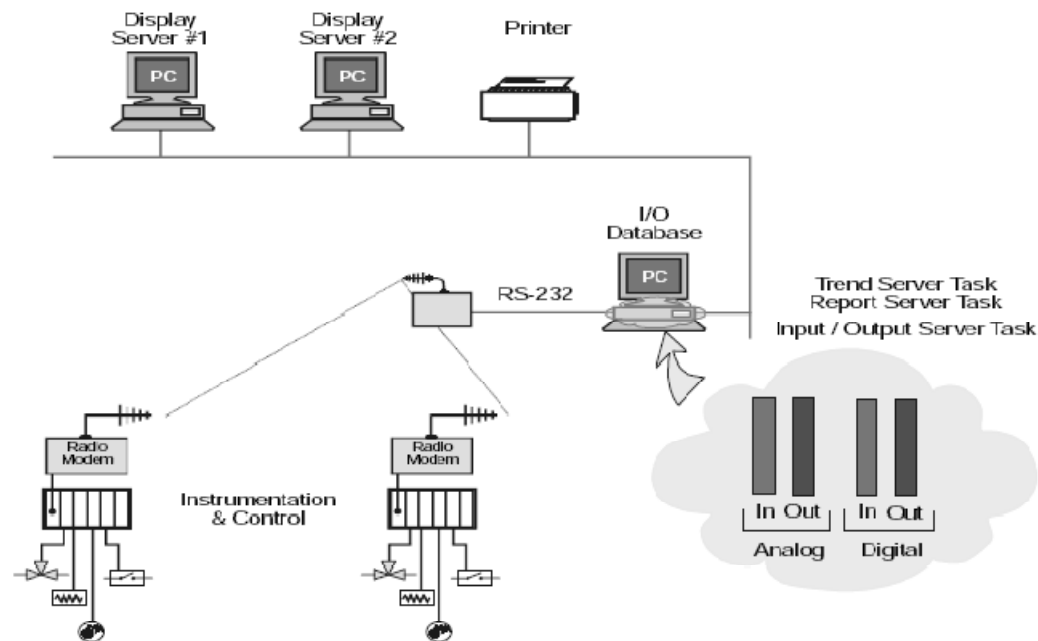 Display
Server #1
Display
Server #2
Printer
PC
PC
I/O
Database
PC
RS-232
Trend Server Task
Report Server Task
Input / Output Server Task
Radio
Modem
Radio
Modem
Instrumentation
& Control
In Out
In Out
Analog
Digital